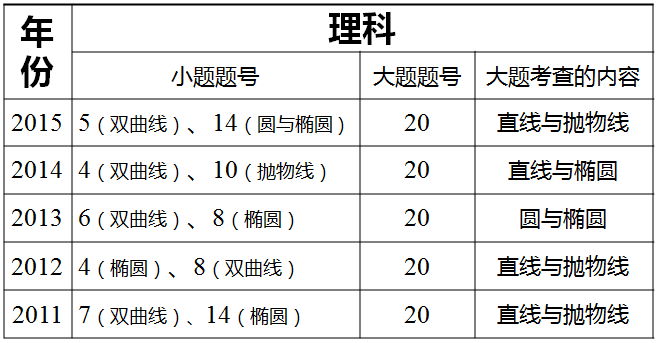 年份 理科
小题题号 大题题号 大题考查的内容
2015 5（双曲线）、14（圆与椭圆） 20 直线与抛物线
2014 4（双曲线）、10（抛物线） 20 直线与椭圆
2013 6（双曲线）、8（椭圆） 20 圆与椭圆
2012 4（椭圆）、8（双曲线） 20 直线与抛物线
2011 7（双曲线）、14（椭圆） 20 直线与抛物线